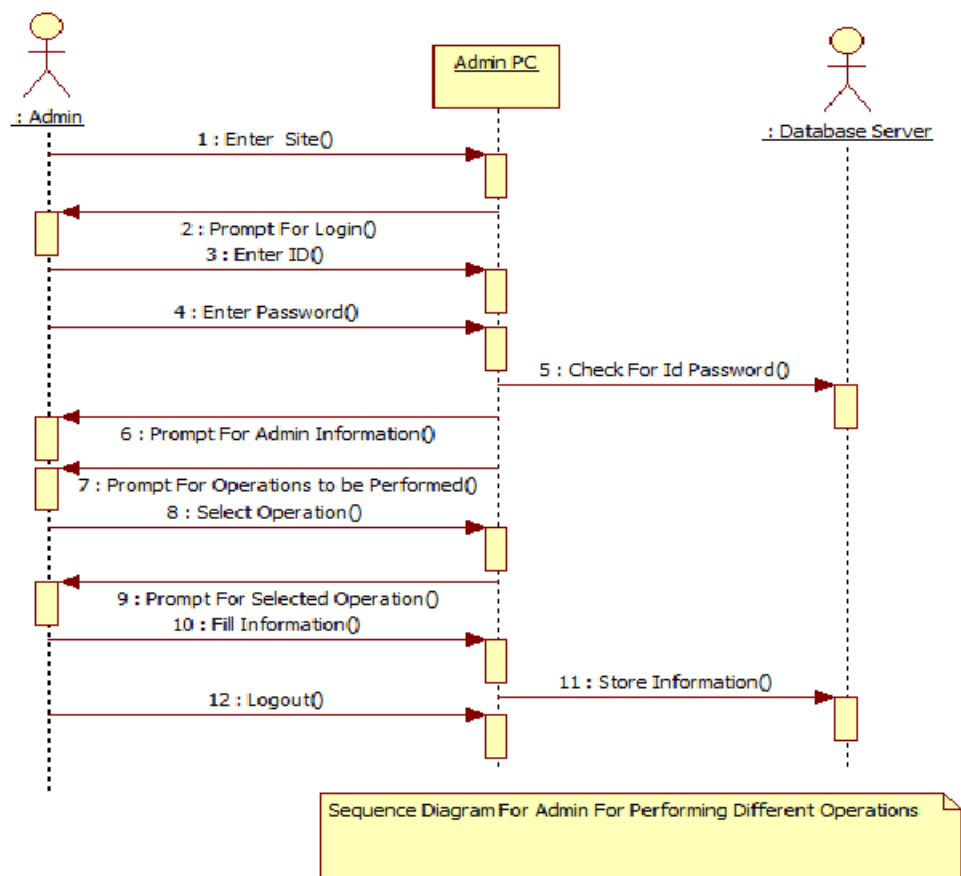 Admin PC
: Admin
: Database Server
1 : Enter Site()
2 : Prompt For Login()
3 : Enter ID()
4 : Enter Password()
5 : Check For Id Password()
6 : Prompt For Admin Information()
7 : Prompt For Operations to be Performed()
8 : Select Operation()
9 : Prompt For Selected Operation()
10 : Fill Information()
11 : Store Information()
12 : Logout()
Sequence Diagram For Admin For Performing Different Operations